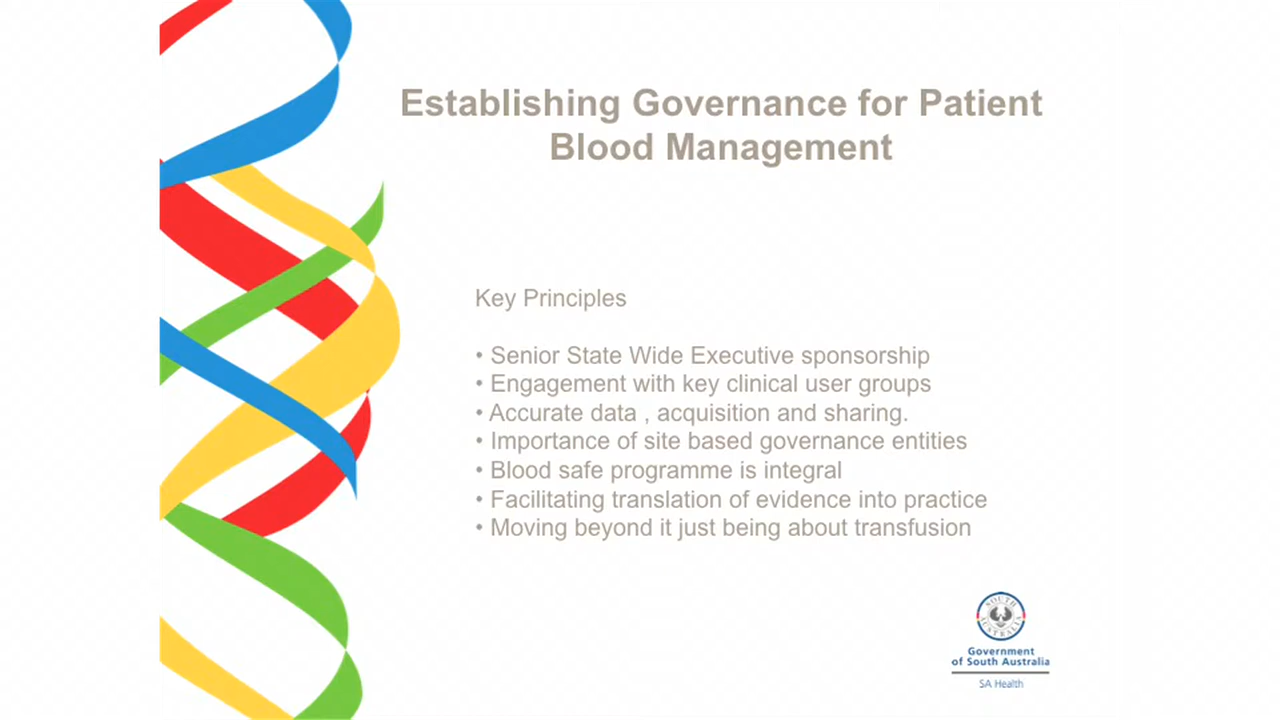 Establishing Governance for Patient
Blood Management
Key Principles
• Senior State Wide Executive sponsorship
• Engagement with key clinical user groups
• Accurate data , acquisition and sharing.
• Importance of site based governance entities
• Blood safe programme is integral
• Facilitating translation of evidence into practice
• Moving beyond it just being about transfusion
SOUTH
AUSTRALIA
Government
of South Australia
SA Health